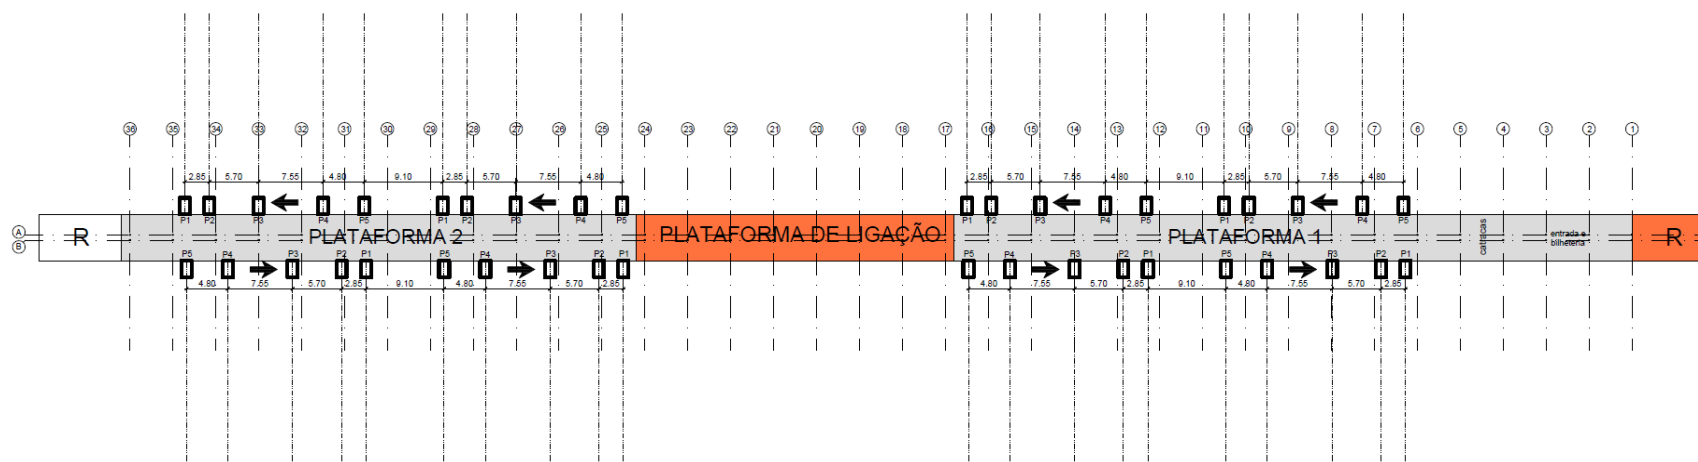 36 35 34 33 32 31 30 29 28 27 26 25 24 23 22 21 20 19 18 17 16 15 14 13 12 11 10 9 8 7 6 5 4 3 2 1
2.85 5.70 7.55 4.80 9.10 2.85 5.70 7.55 4.80 2.85 5.70 7.55 4.80 9.10 2.85 5.70 7.55 4.80
P1 P2 P3 P4 P5 P1 P2 P3 P4 P5 P1 P2 P3 P4 P5 P1 P2 P3 P4 P5
A
B
R PLATAFORMA 2 PLATAFORMA DE LIGAÇÃO PLATAFORMA 1 catracas
entrada e
bilheteria
R
P5 P4 P3 P2 P1 P5 P4 P3 P2 P1 P5 P4 P3 P2 P1 P5 P4 P3 P2 P1
4.80 7.55 5.70 2.85 9.10 4.80 7.55 5.70 2.85 4.80 7.55 5.70 2.85 9.10 4.80 7.55 5.70 2.85